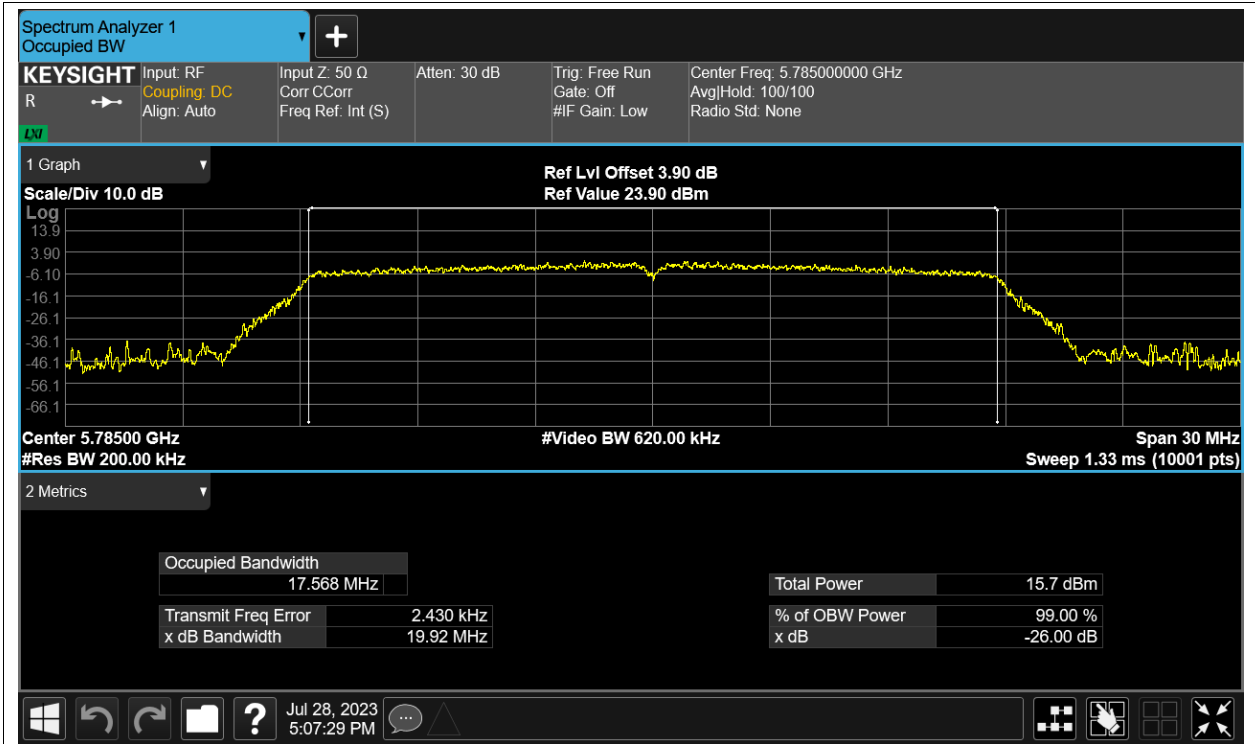 Spectrum Analyzer 1
Occupied BW
KEYSIGHT
R
LXI
Input: RF
Coupling: DC
Align: Auto
Input Z: 50 Ω
Corr CCorr
Freq Ref: Int (S)
Atten: 30 dB
Trig: Free Run
Gate: Off
#IF Gain: Low
Center Freq: 5.785000000 GHz
Avg|Hold: 100/100
Radio Std: None
1 Graph
Scale/Div 10.0 dB
Ref Lvl Offset 3.90 dB
Ref Value 23.90 dBm
Log
13.9
3.90
-6.10
-16.1
-26.1
-36.1
-46.1
-56.1
-66.1
Center 5.78500 GHz
#Video BW 620.00 kHz
Span 30 MHz
#Res BW 200.00 kHz
Sweep 1.33 ms (10001 pts)
2 Metrics
Occupied Bandwidth
17.568 MHz
Transmit Freq Error 2.430 kHz
x dB Bandwidth 19.92 MHz
Total Power 15.7 dBm
% of OBW Power 99.00 %
x dB -26.00 dB
?
Jul 28, 2023
5:07:29 PM